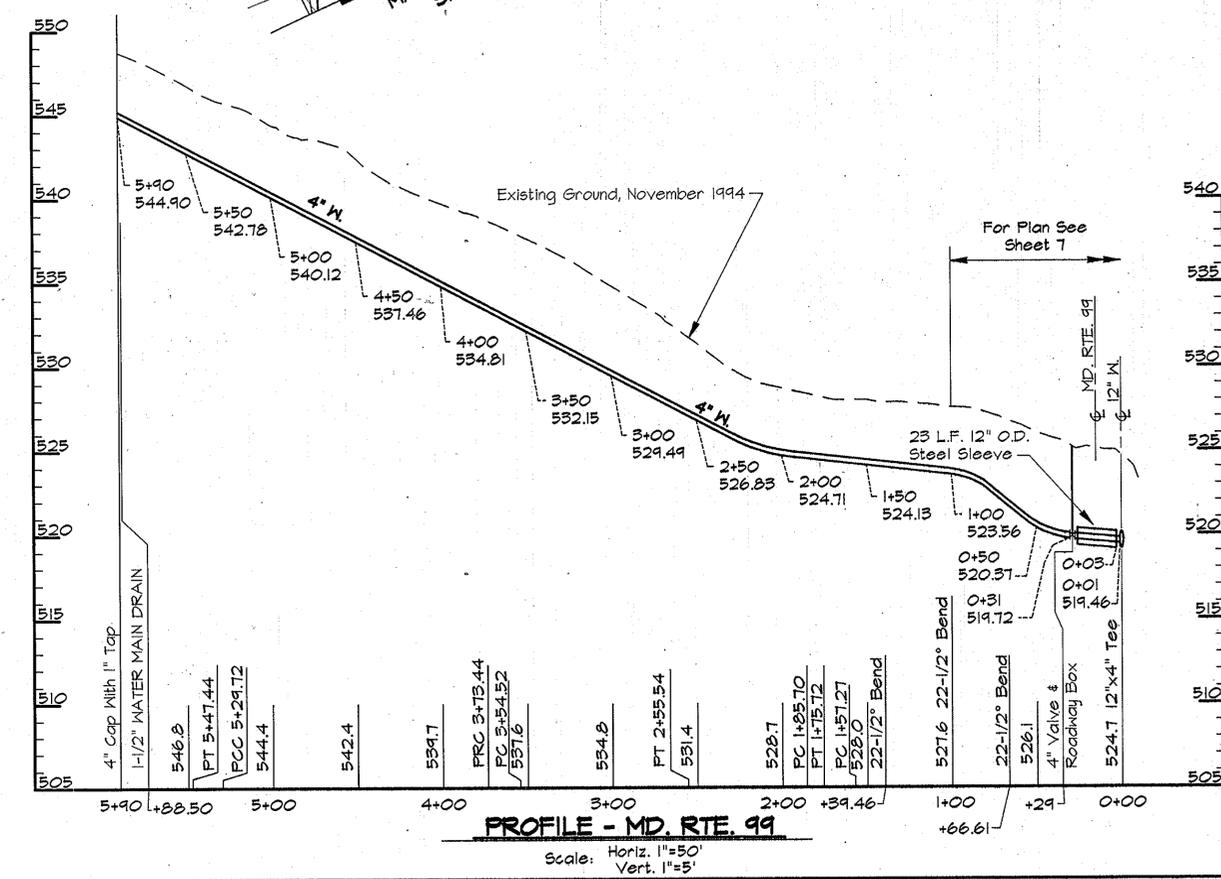 550
545
540
535
530
525
520
515
510
505
540
535
530
525
520
515
510
505
5+90
544.90
5+50
542.78
4" W.
5+00
540.12
4+50
537.46
4+00
534.81
3+50
532.15
3+00
529.49
4" W.
2+50
526.83
2+00
524.71
1+50
524.13
1+00
523.56
0+50
520.37
0+31
519.72
0+03
0+01
519.46
Existing Ground, November 1994
For Plan See
Sheet 7
MD. RTE. 99
12" W.
23 L.F. 12" O.D.
Steel Sleeve
4" Cap With 1" Tap
1-1/2" WATER MAIN DRAIN
546.8
PT 5+47.44
PCC 5+29.72
544.4
542.4
539.7
PRC 3+73.44
PC 3+54.52
537.6
534.8
PT 2+55.54
531.4
528.7
PC 1+85.70
PT 1+75.72
PC 1+57.27
528.0
22-1/2° Bend
527.6 22-1/2° Bend
22-1/2° Bend
526.1
4" Valve &
Roadway Box
524.7 12"x4" Tee
5+90
+88.50
5+00
4+00
3+00
2+00
+39.46
1+00
+66.61
+29
0+00
PROFILE - MD. RTE. 99
Scale: Horiz. 1"=50'
Vert. 1"=5'